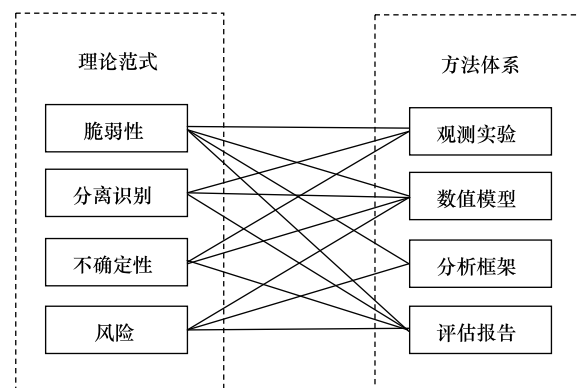 理论范式
脆弱性
分离识别
不确定性
风险
方法体系
观测实验
数值模型
分析框架
评估报告